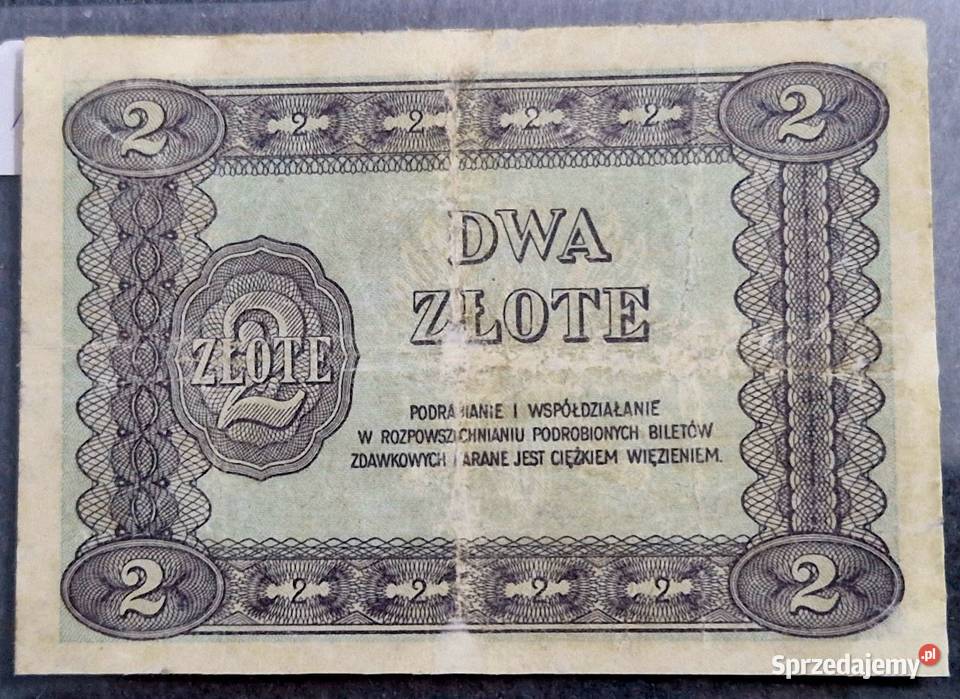 2 2 2 2 2 2
DWA
ZŁOTE
2
ZŁOTE
PODRABIANIE I WSPÓŁDZIAŁANIE
W ROZPOWSZECHNIANIU PODROBIONYCH BILETÓW
ZDAWKOWYCH KARANE JEST CIĘŻKIEM WIĘZIENIEM.
2 2 2 2 2 2
Sprzedajemy.pl